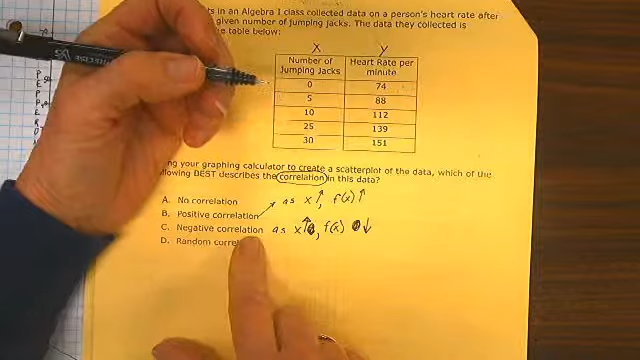 ts in an Algebra I class collected data on a person's heart rate after
given number of jumping jacks. The data they collected is
e table below:
X Y
Number of Jumping Jacks Heart Rate per minute
0 74
5 88
10 112
25 139
30 151
ng your graphing calculator to create a scatterplot of the data, which of the
llowing BEST describes the correlation in this data?
A. No correlation
B. Positive correlation as x↑, f(x)↑
C. Negative correlation as x↑, f(x) ↓
D. Random correl